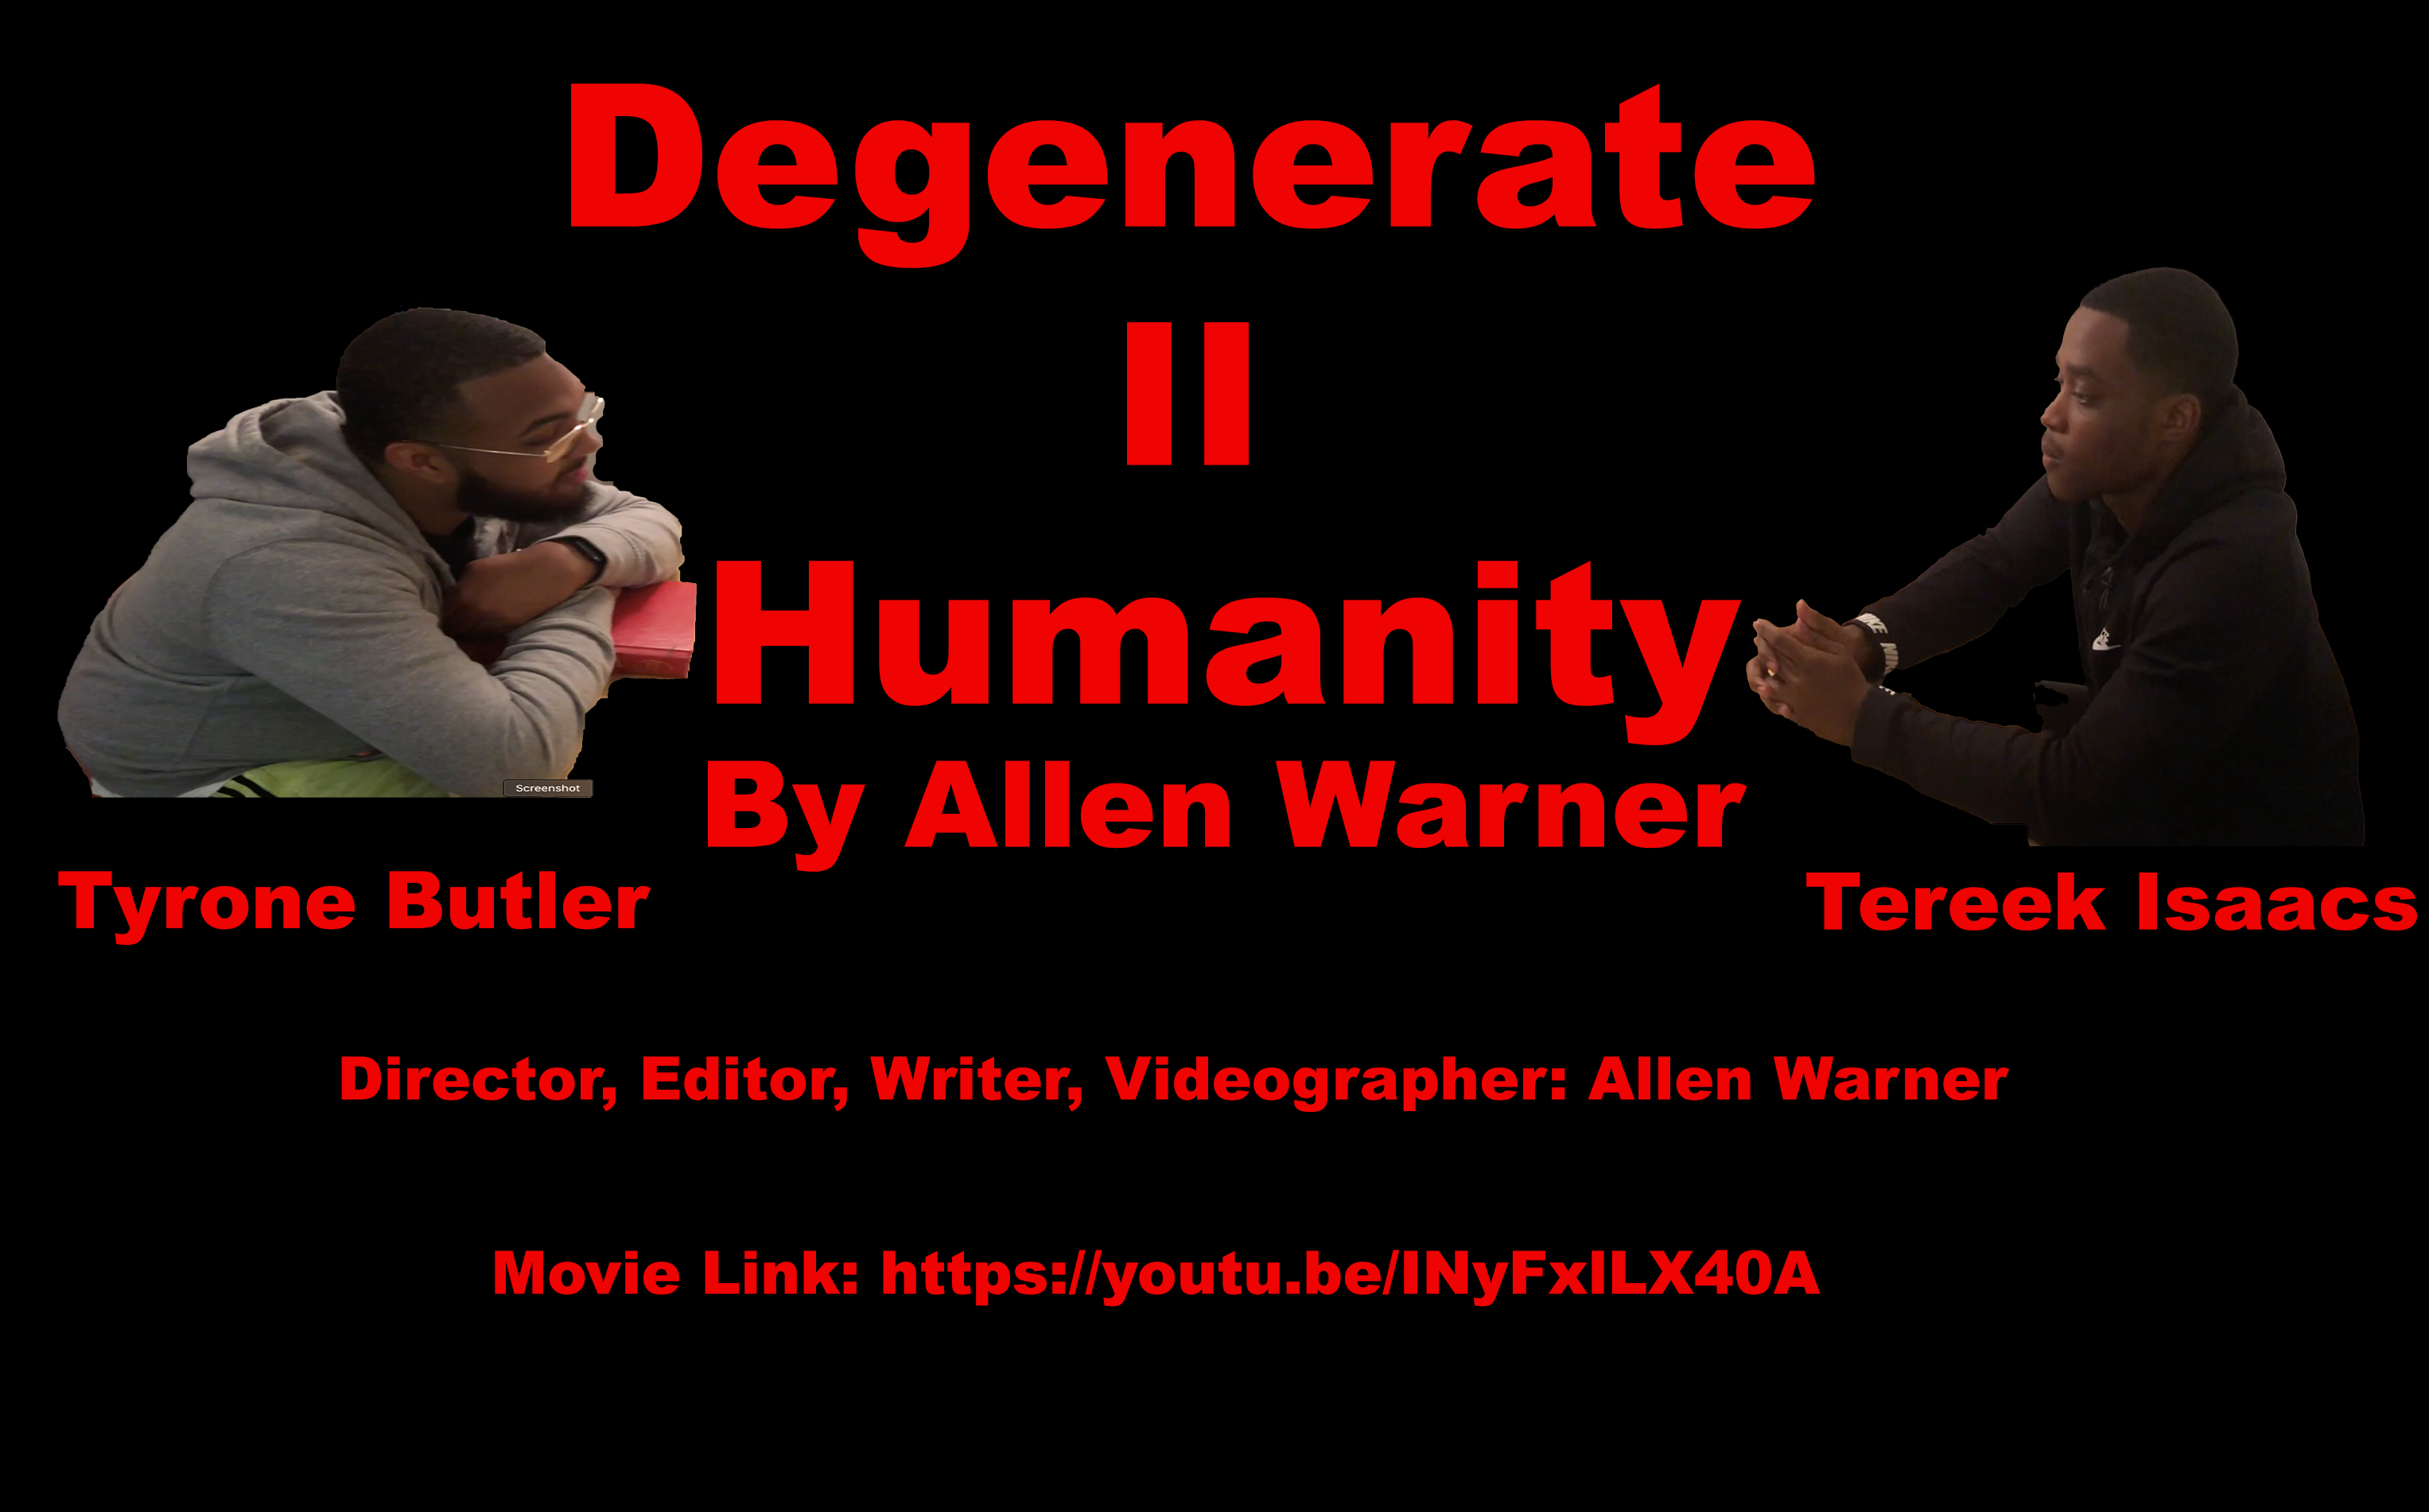 Degenerate
II
Humanity
By Allen Warner
Tyrone Butler
Tereek Isaacs
Screenshot
Director, Editor, Writer, Videographer: Allen Warner
Movie Link: https://youtu.be/INyFxILX40A